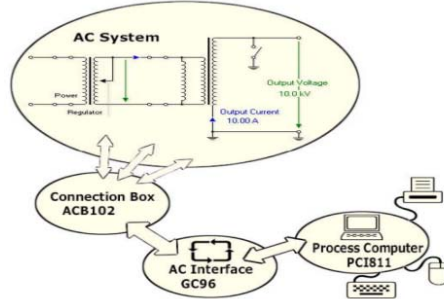 AC System
Power
Regulator
Output Voltage
10.0 kV
Output Current
10.00 A
Connection Box
ACB102
AC Interface
GC96
Process Computer
PCI811